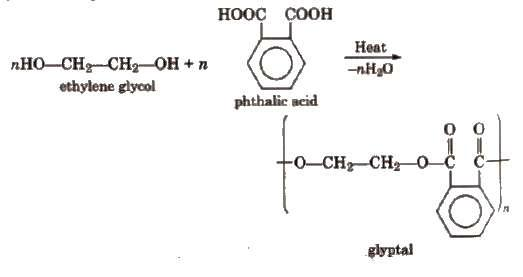 HOOC COOH
nHO—CH₂—CH₂—OH + n
Heat
–nH₂O
ethylene glycol
phthalic acid
O O
—O—CH₂—CH₂—O—C C—
n
glyptal